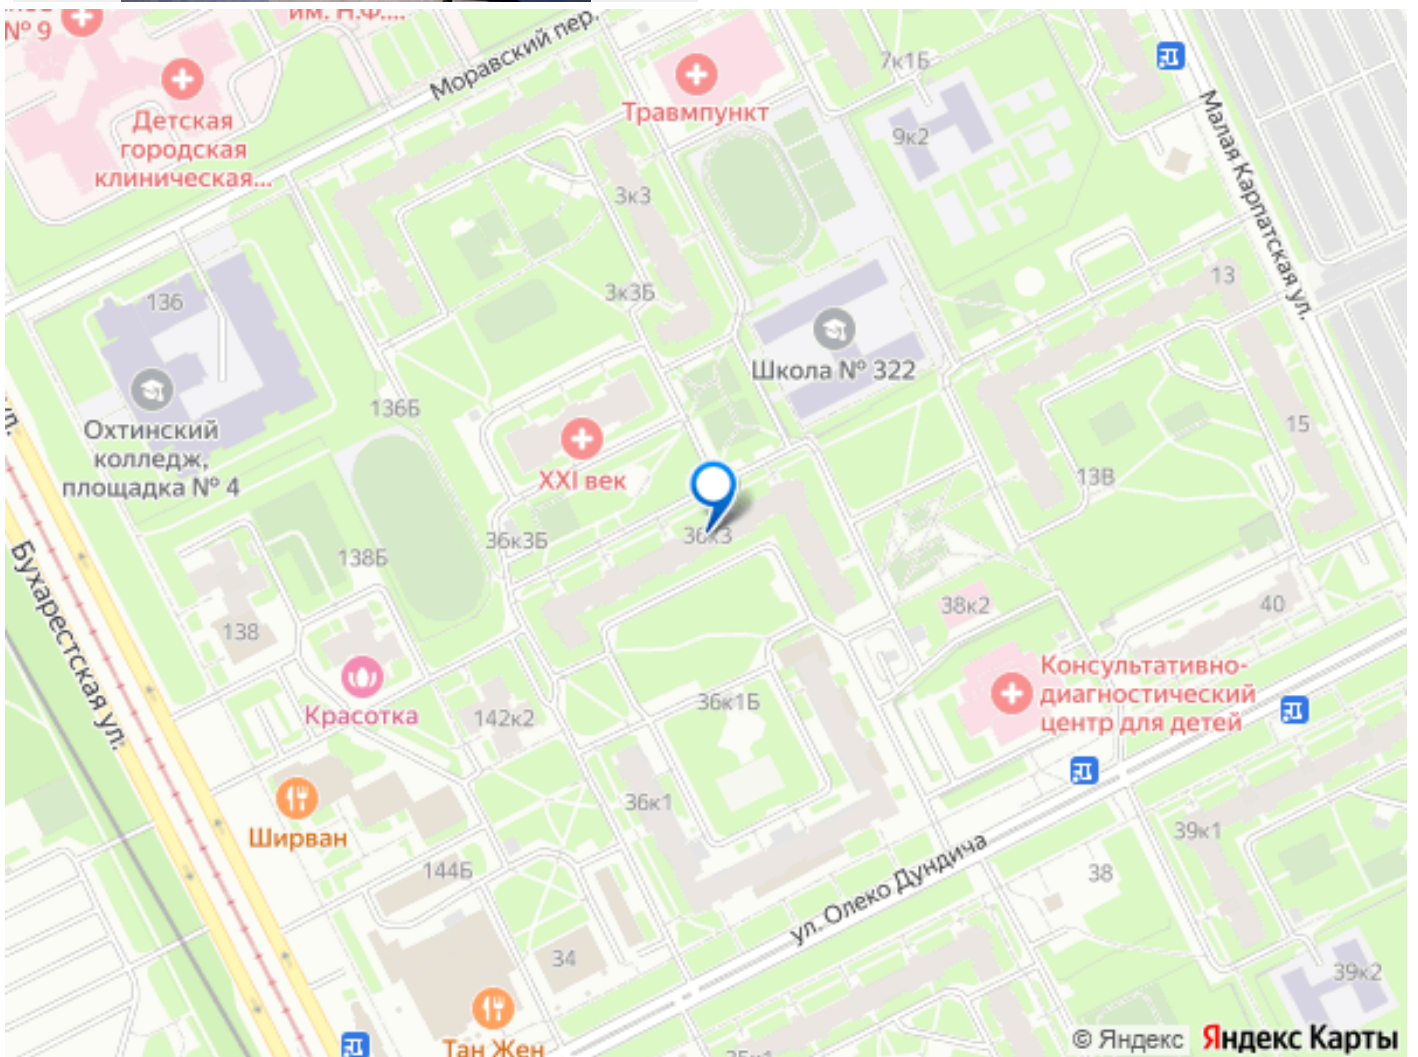 № 9
им. Н.Ф....
Моравский пер.
Детская
городская
клиническая...
Травмпункт
7к1Б
9к2
Малая Карпатская ул.
3к3
3к3Б
13
136
Школа № 322
136Б
Охтинский
колледж,
площадка № 4
XXI век
15
13В
36к3Б
36к3
138Б
138
38к2
40
Бухарестская ул.
Красотка
142к2
36к1Б
Консультативно-
диагностический
центр для детей
Ширван
36к1
39к1
144Б
ул. Олеко Дундича
38
34
39к2
Тан Жен
35к1
© Яндекс Яндекс Карты